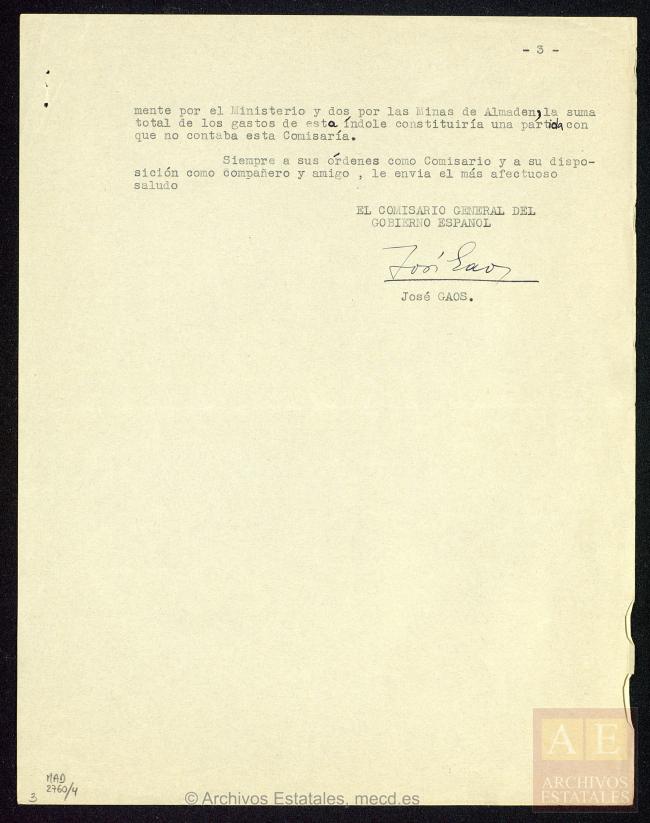 - 3 -
mente por el Ministerio y dos por las Minas de Almaden, la suma
total de los gastos de esta índole constituiría una partida con
que no contaba esta Comisaría.
Siempre a sus órdenes como Comisario y a su dispo-
sición como compañero y amigo , le envia el más afectuoso
saludo
EL COMISARIO GENERAL DEL
GOBIERNO ESPANOL
José Gaos
José GAOS.
MAD
2760/4
3
© Archivos Estatales, mecd.es
AE
ARCHIVOS
ESTATALES